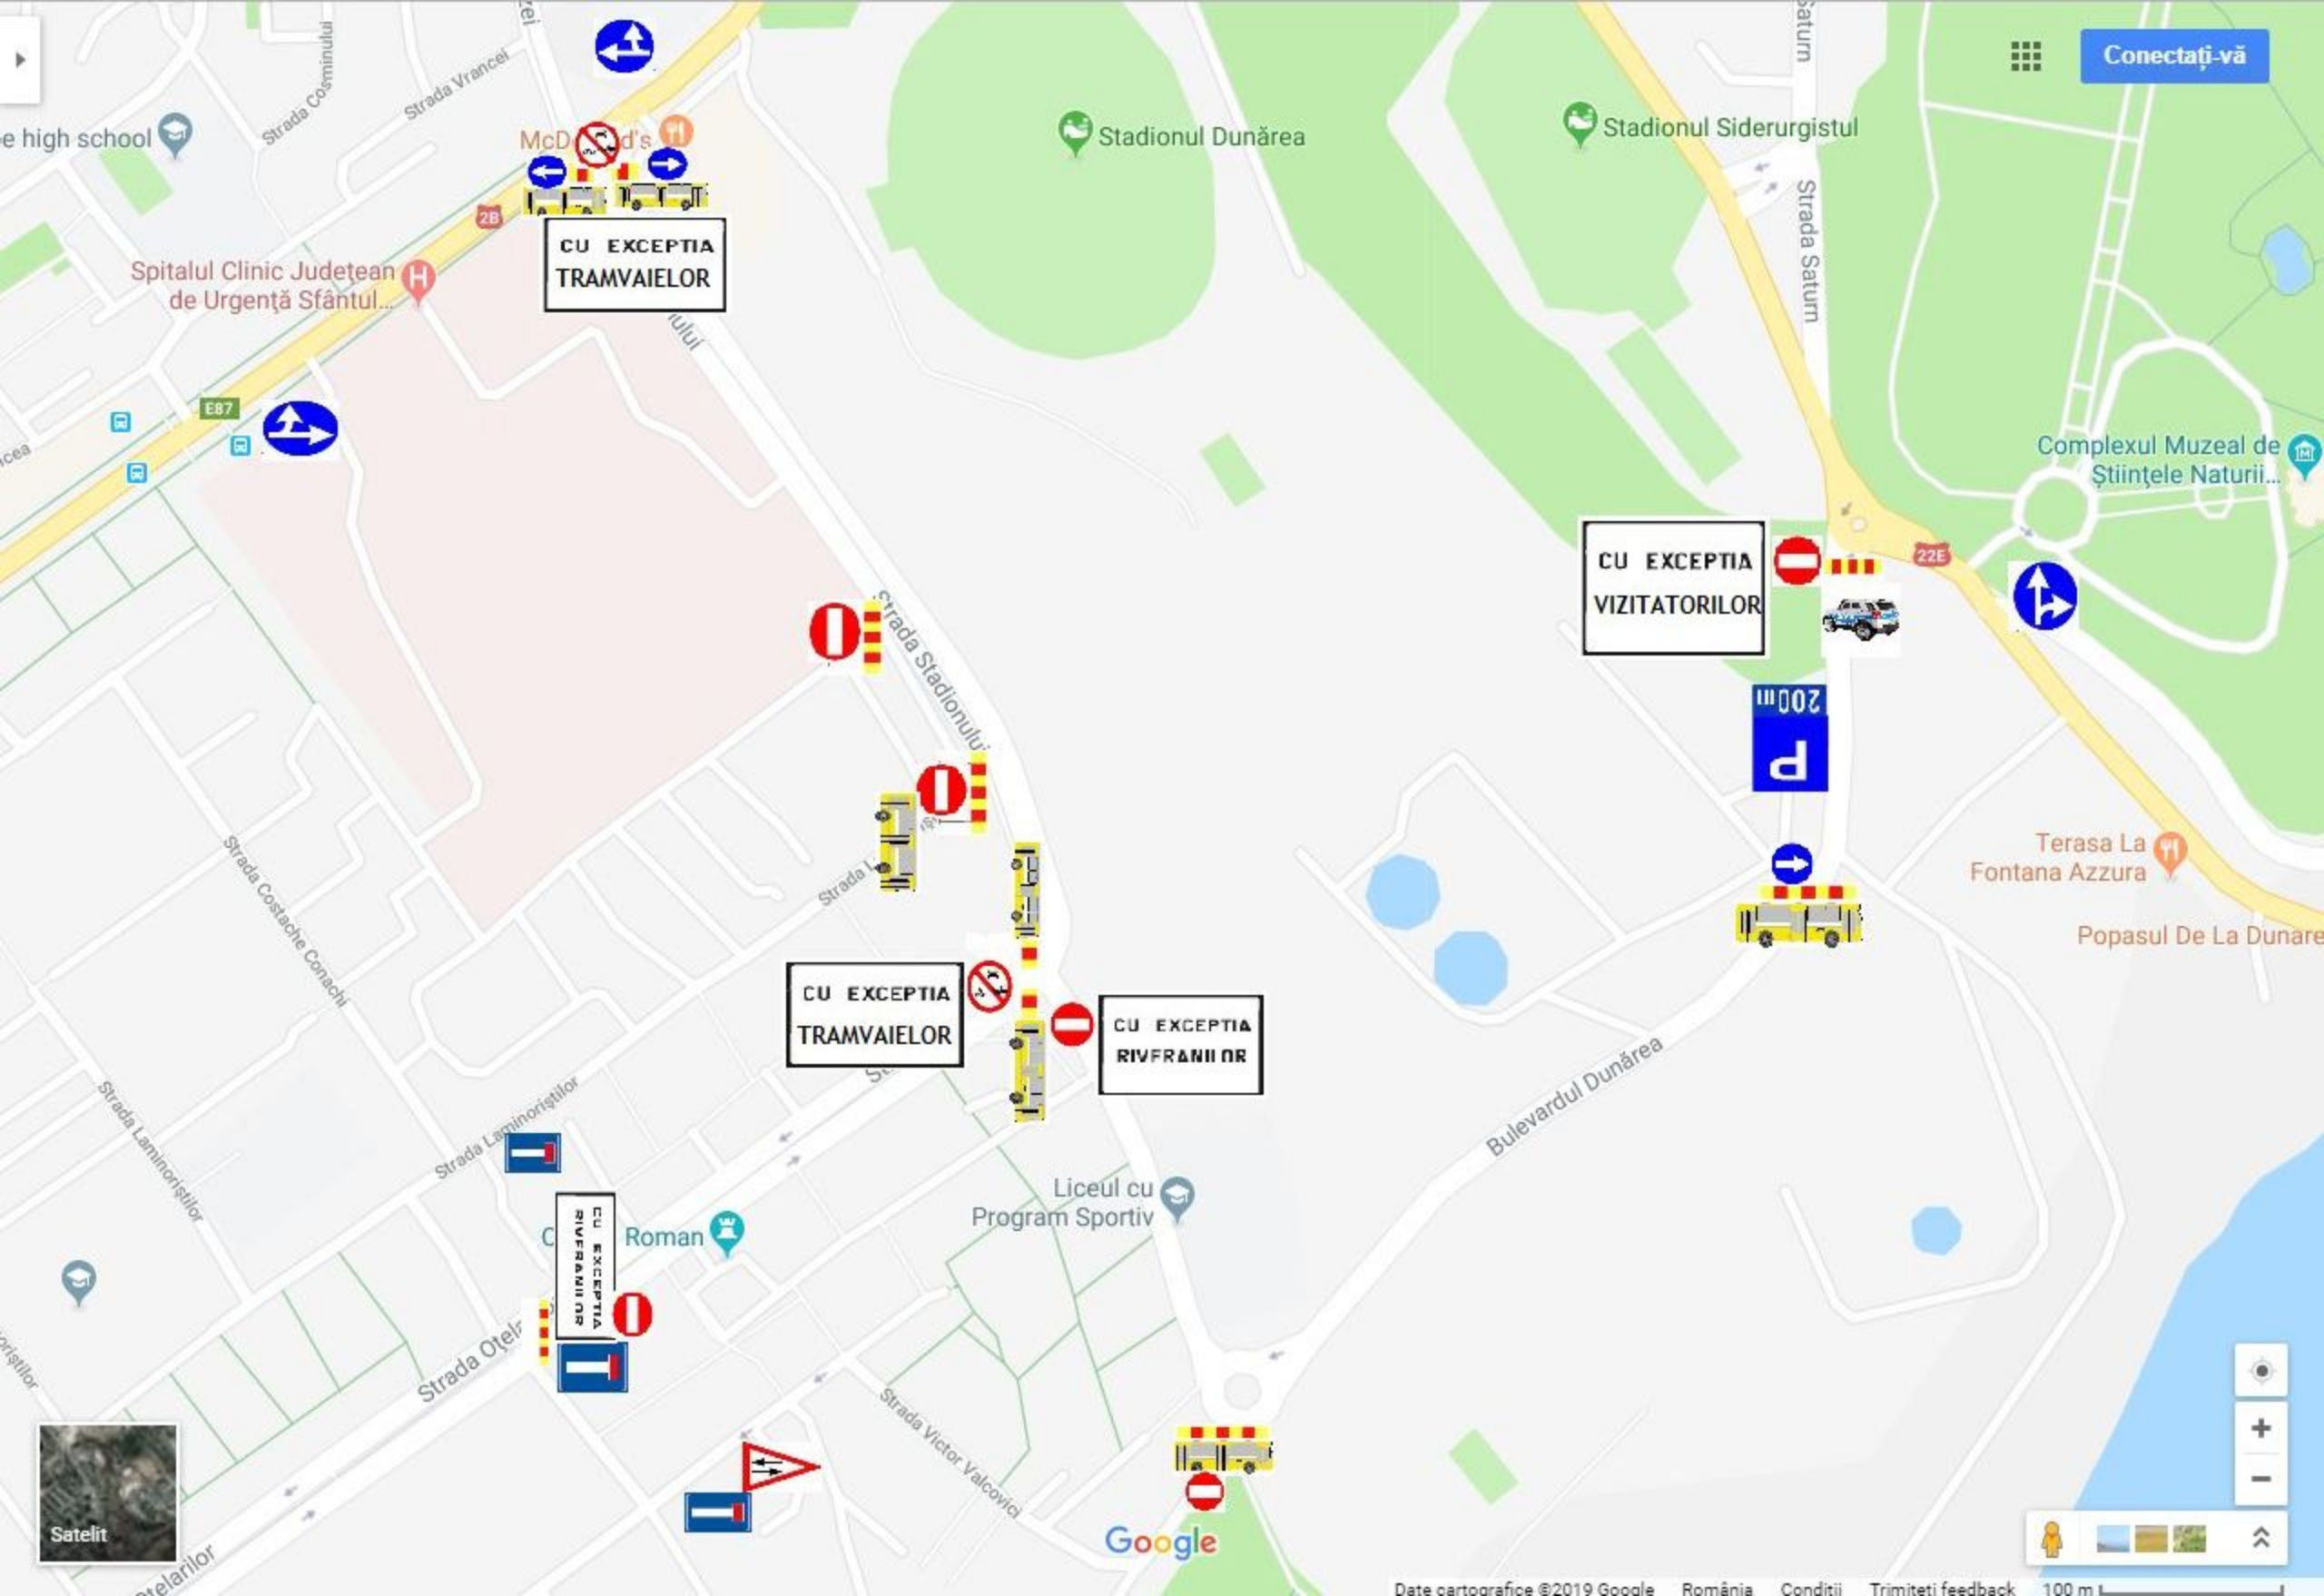 Strada Cosminului
Strada Vrancei
Conectați-vă
e high school
Stadionul Dunărea
Stadionul Siderurgistul
Saturn
Strada Saturn
2B
CU EXCEPTIA
TRAMVAIELOR
Spitalul Clinic Județean
de Urgență Sfântul...
E87
Complexul Muzeal de
Științele Naturii...
22E
CU EXCEPTIA
VIZITATORILOR
200m
P
Strada Stadionului
Terasa La
Fontana Azzura
Popasul De La Dunare
Strada Costache Conachi
Strada L
CU EXCEPTIA
TRAMVAIELOR
CU EXCEPTIA
RIVERANILOR
Bulevardul Dunărea
Strada Laminoriștilor
Strada Laminoriștilor
Liceul cu
Program Sportiv
CU EXCEPTIA
RIVERANILOR
Roman
Strada Oțela
Strada Victor Valcovici
Satelit
Oțelarilor
Google
Date cartografice ©2019 Google România Condiții Trimiteți feedback 100 m